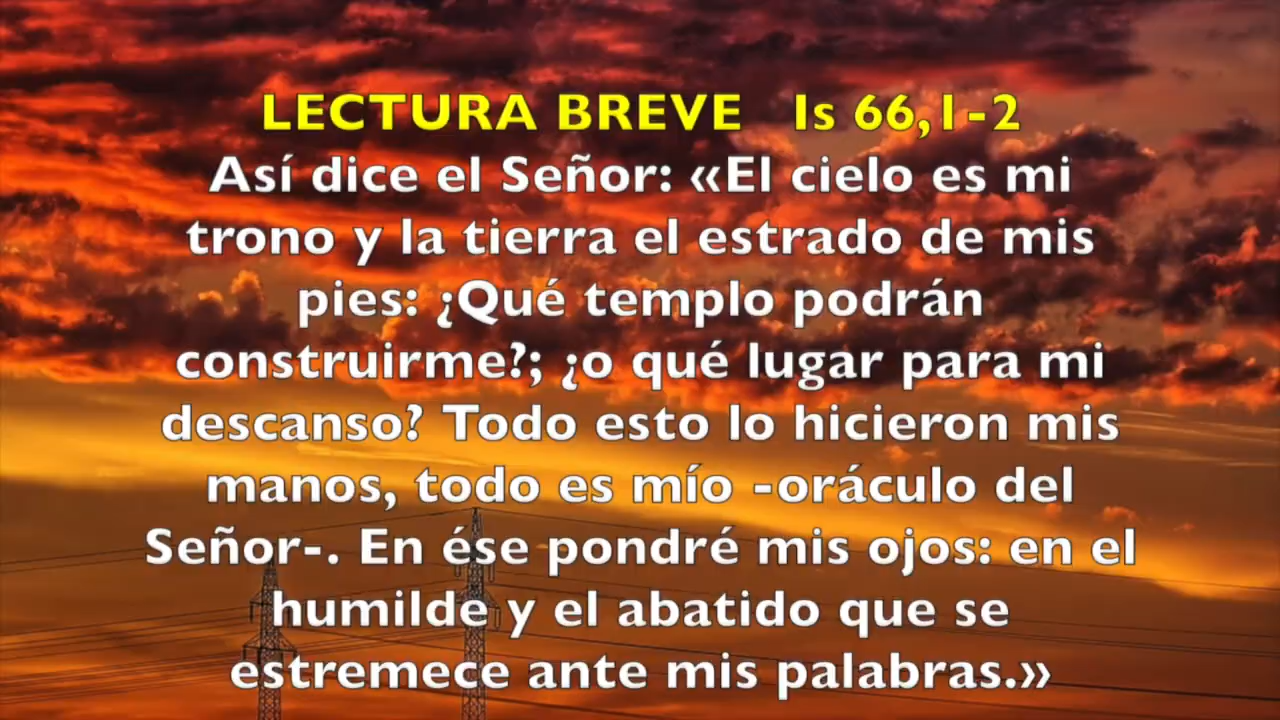 LECTURA BREVE   Is 66,1-2
Así dice el Señor: «El cielo es mi
trono y la tierra el estrado de mis
pies: ¿Qué templo podrán
construirme?; ¿o qué lugar para mi
descanso? Todo esto lo hicieron mis
manos, todo es mío -oráculo del
Señor-. En ése pondré mis ojos: en el
humilde y el abatido que se
estremece ante mis palabras.»